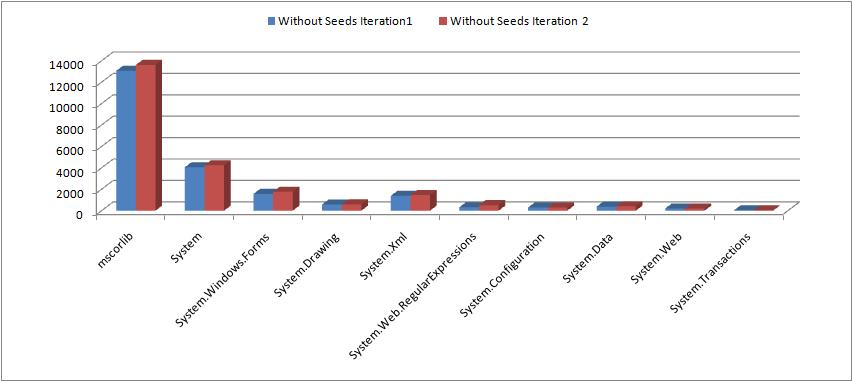 Without Seeds Iteration1 Without Seeds Iteration 2
14000
12000
10000
8000
6000
4000
2000
0
mscorlib
System
System.Windows.Forms
System.Drawing
System.Xml
System.Web.RegularExpressions
System.Configuration
System.Data
System.Web
System.Transactions